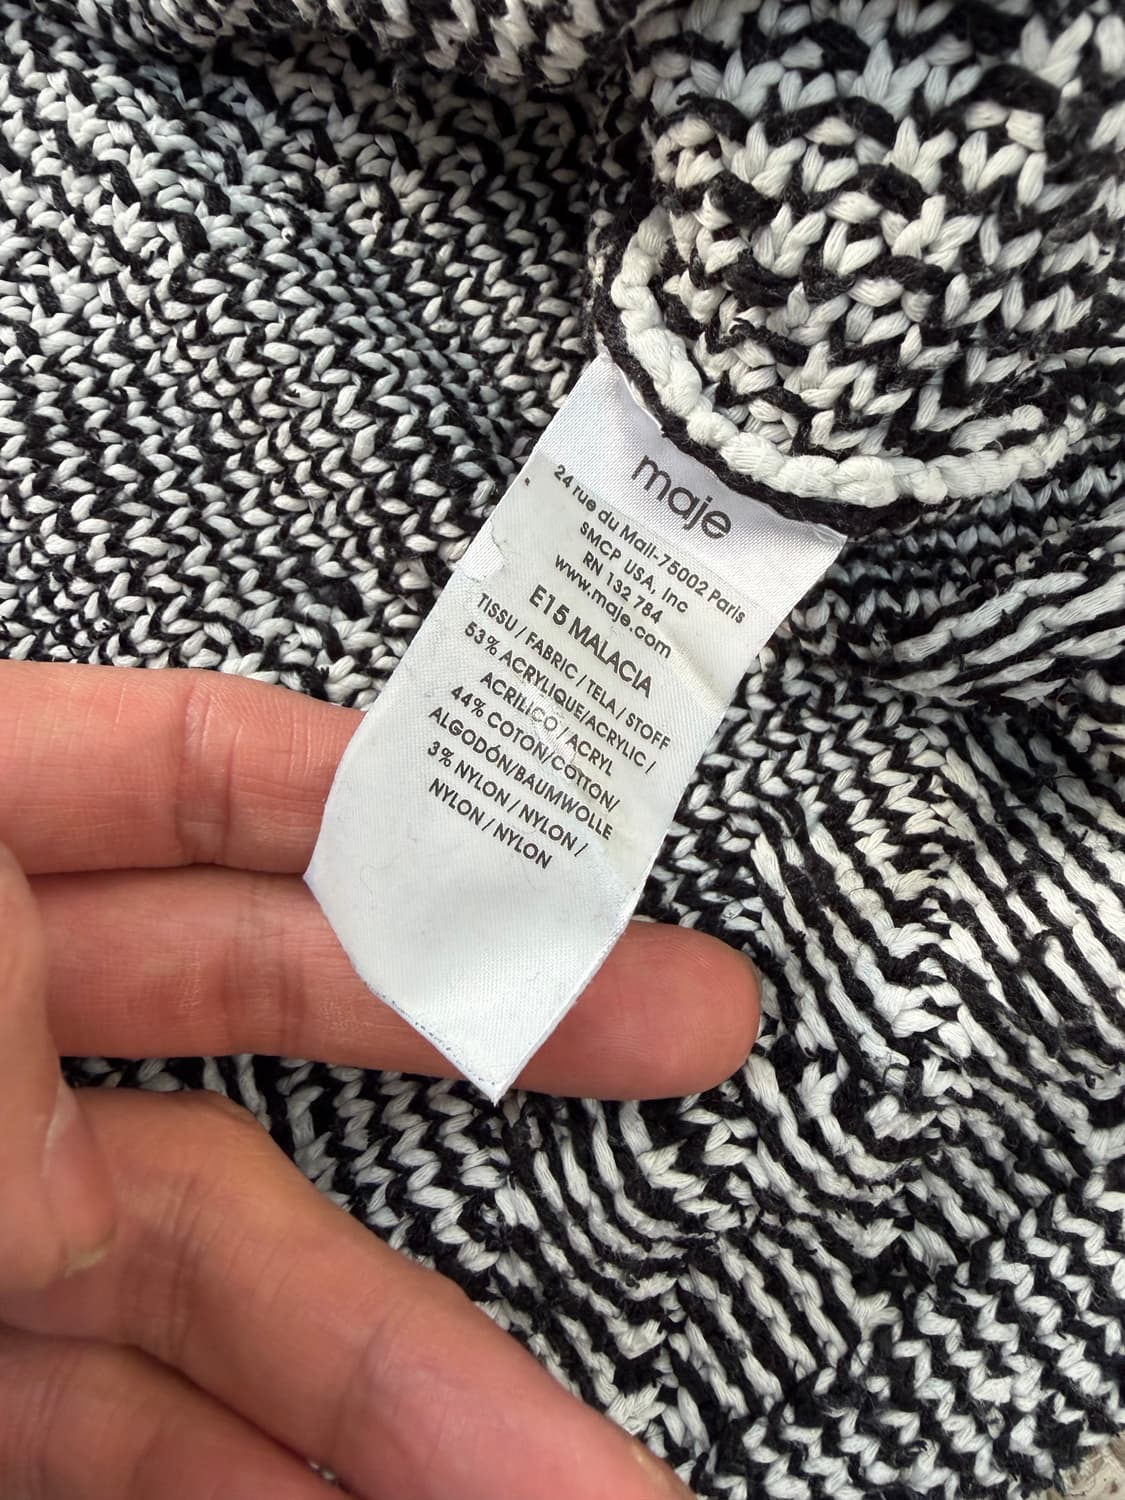 maje
24 rue du Mail-75002 Paris
SMCP USA, Inc
RN 132 784
www.maje.com
E15 MALACIA
TISSU / FABRIC / TELA / STOFF
53% ACRYLIQUE/ACRYLIC /
ACRILICO / ACRYL
44% COTON/COTTON/
ALGODÓN/BAUMWOLLE
3% NYLON / NYLON /
NYLON / NYLON